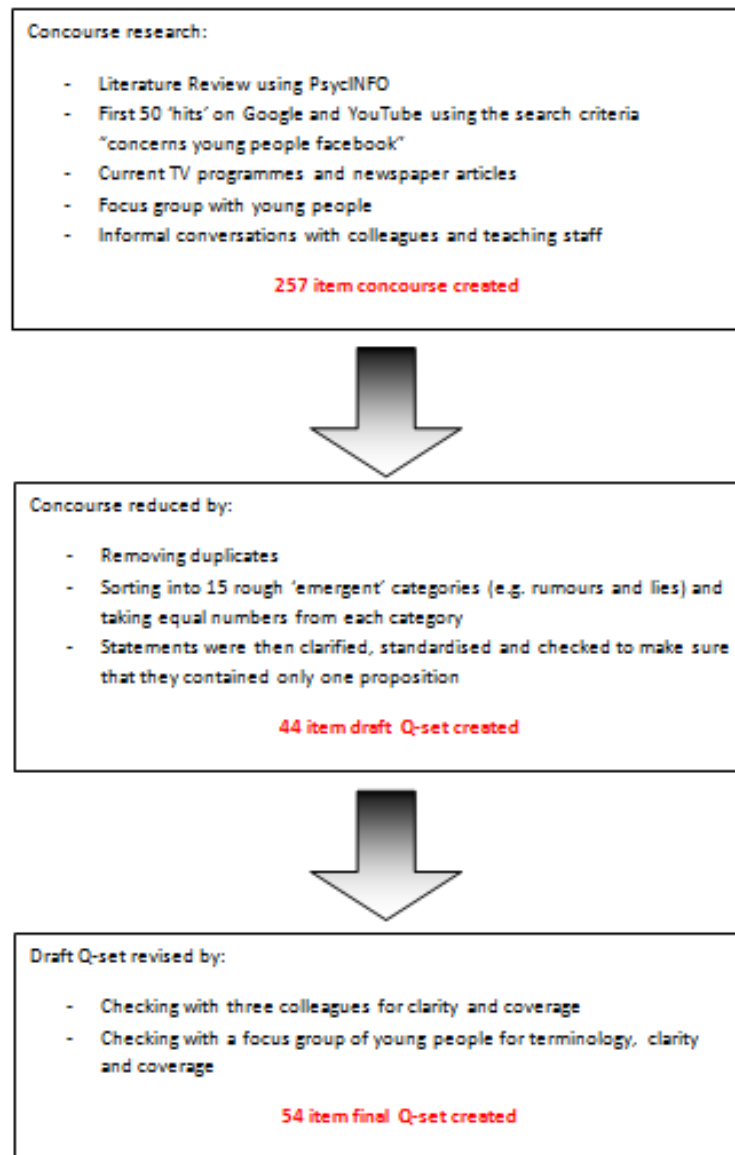 Concourse research:
- Literature Review using PsycINFO
- First 50 'hits' on Google and YouTube using the search criteria
"concerns young people facebook"
- Current TV programmes and newspaper articles
- Focus group with young people
- Informal conversations with colleagues and teaching staff
257 item concourse created
Concourse reduced by:
- Removing duplicates
- Sorting into 15 rough 'emergent' categories (e.g. rumours and lies) and
taking equal numbers from each category
- Statements were then clarified, standardised and checked to make sure
that they contained only one proposition
44 item draft Q-set created
Draft Q-set revised by:
- Checking with three colleagues for clarity and coverage
- Checking with a focus group of young people for terminology, clarity
and coverage
54 item final Q-set created